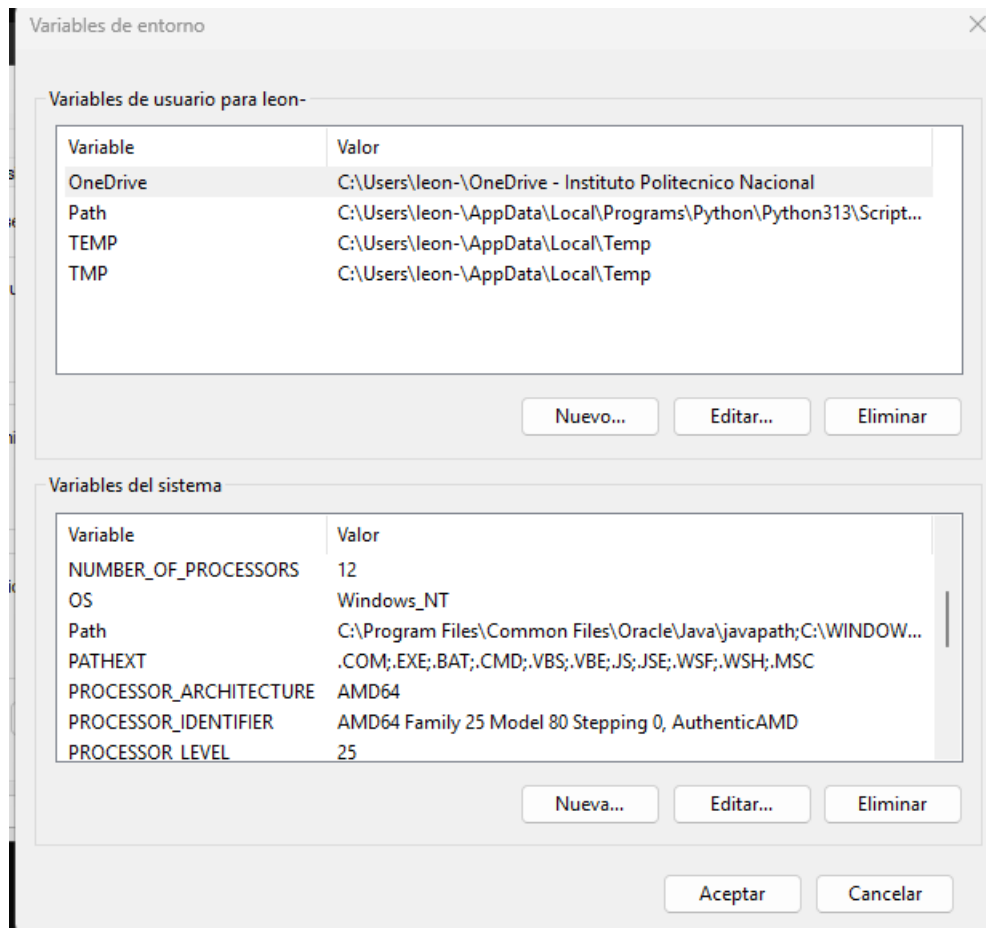 Variables de entorno
Variables de usuario para leon-
Variable Valor
OneDrive C:\Users\leon-\OneDrive - Instituto Politecnico Nacional
Path C:\Users\leon-\AppData\Local\Programs\Python\Python313\Script...
TEMP C:\Users\leon-\AppData\Local\Temp
TMP C:\Users\leon-\AppData\Local\Temp
Nuevo... Editar... Eliminar
Variables del sistema
Variable Valor
NUMBER_OF_PROCESSORS 12
OS Windows_NT
Path C:\Program Files\Common Files\Oracle\Java\javapath;C:\WINDOW...
PATHEXT .COM;.EXE;.BAT;.CMD;.VBS;.VBE;.JS;.JSE;.WSF;.WSH;.MSC
PROCESSOR_ARCHITECTURE AMD64
PROCESSOR_IDENTIFIER AMD64 Family 25 Model 80 Stepping 0, AuthenticAMD
PROCESSOR_LEVEL 25
Nueva... Editar... Eliminar
Aceptar Cancelar